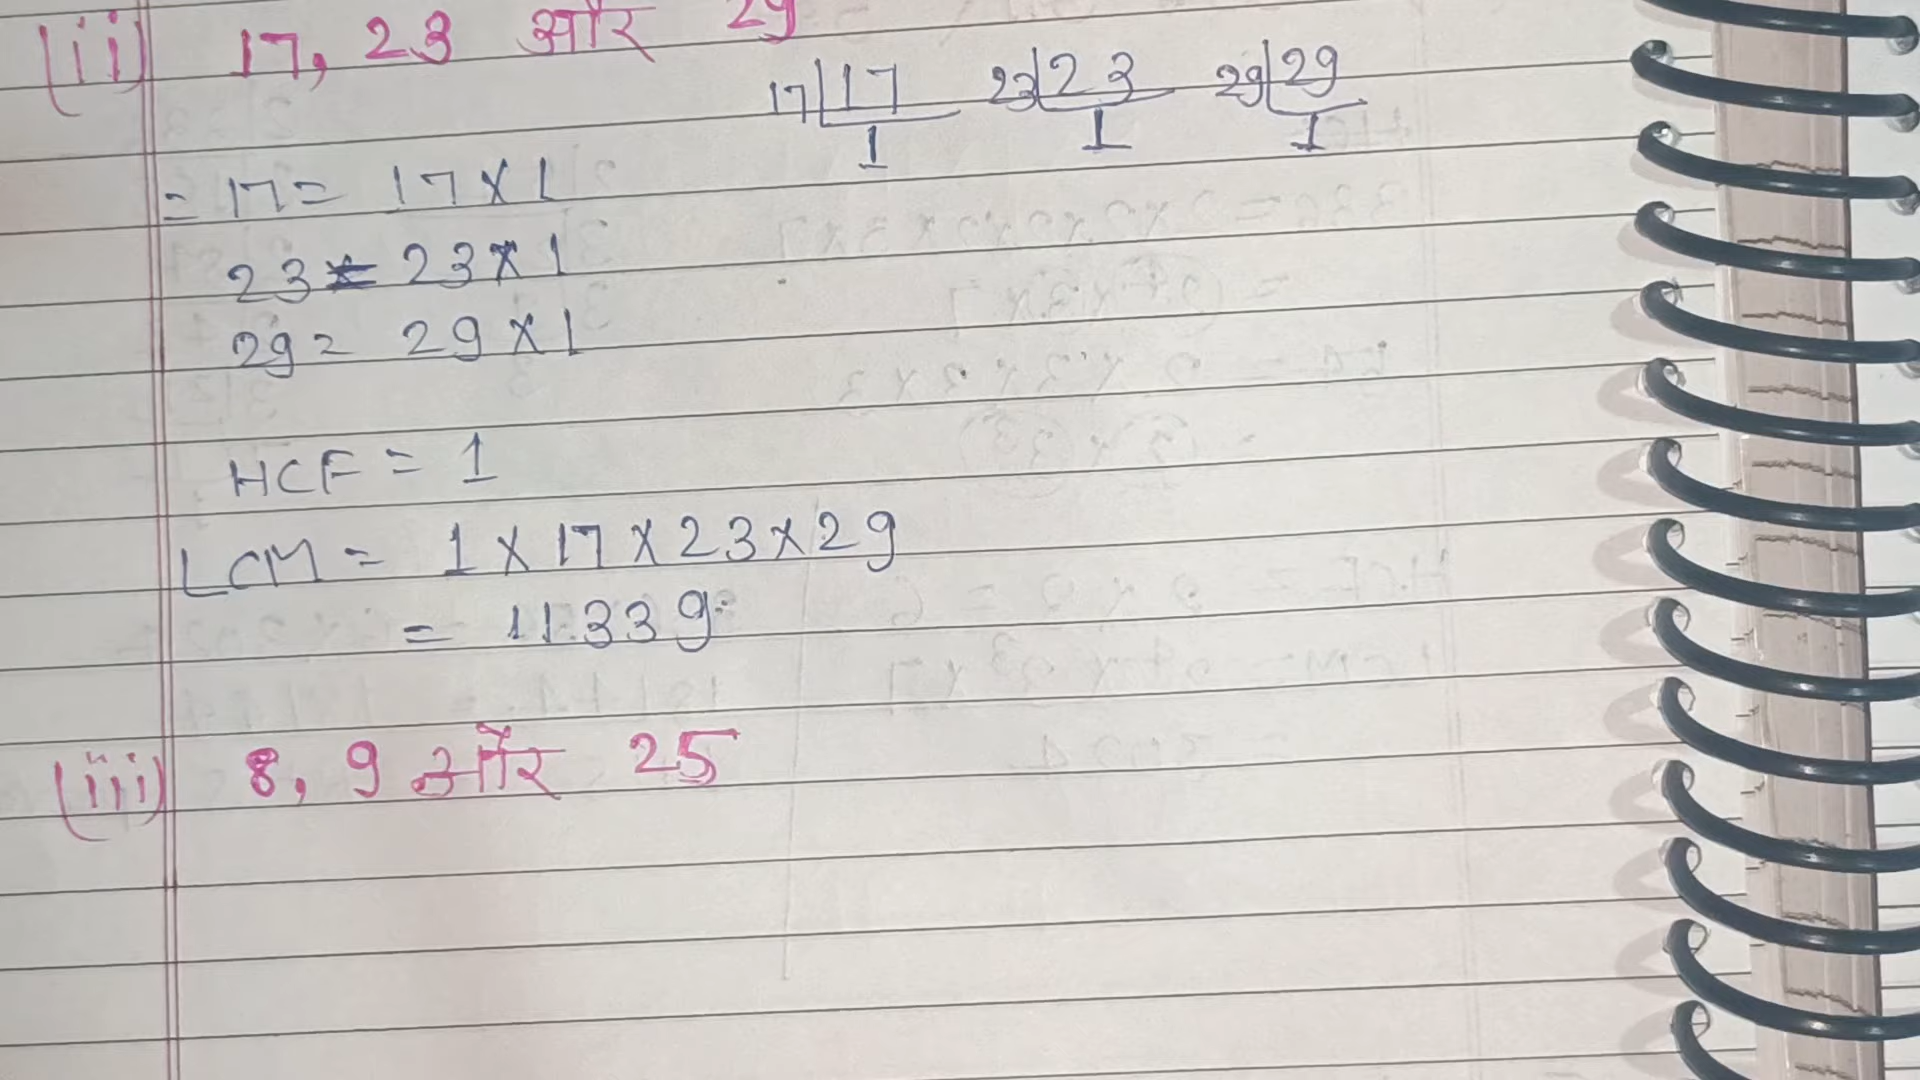 (ii) 17, 23 और 29
17|17 23|23 29|29
1 1 1
= 17 = 17 × 1
23 = 23 × 1
29 = 29 × 1
HCF = 1
LCM = 1 × 17 × 23 × 29
= 11339
(iii) 8, 9 और 25